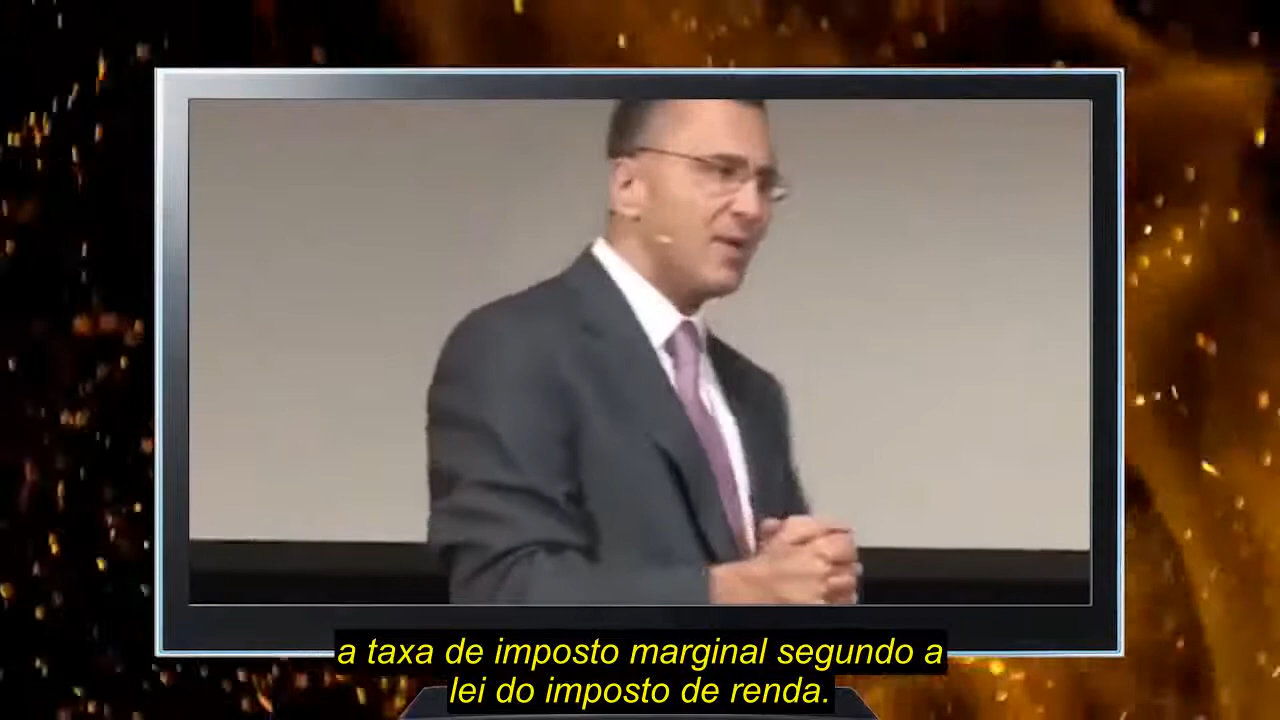 a taxa de imposto marginal segundo a
lei do imposto de renda.